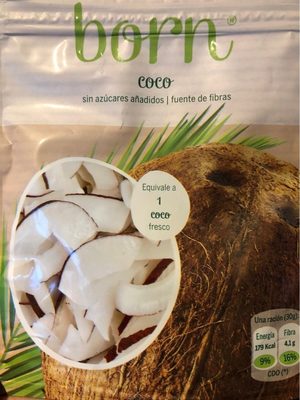 born®
coco
sin azúcares añadidos | fuente de fibras
Equivale a
1
coco
fresco
Una ración (30g)
Energía
179 Kcal
9%
Fibra
4,1 g
16%
CDO (*)